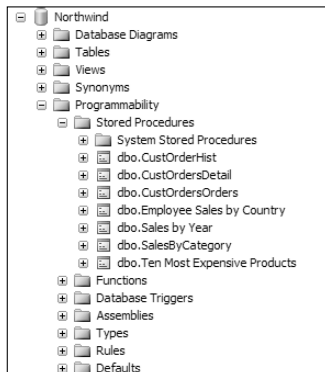 Northwind
Database Diagrams
Tables
Views
Synonyms
Programmability
Stored Procedures
System Stored Procedures
dbo.CustOrderHist
dbo.CustOrdersDetail
dbo.CustOrdersOrders
dbo.Employee Sales by Country
dbo.Sales by Year
dbo.SalesByCategory
dbo.Ten Most Expensive Products
Functions
Database Triggers
Assemblies
Types
Rules
Defaults